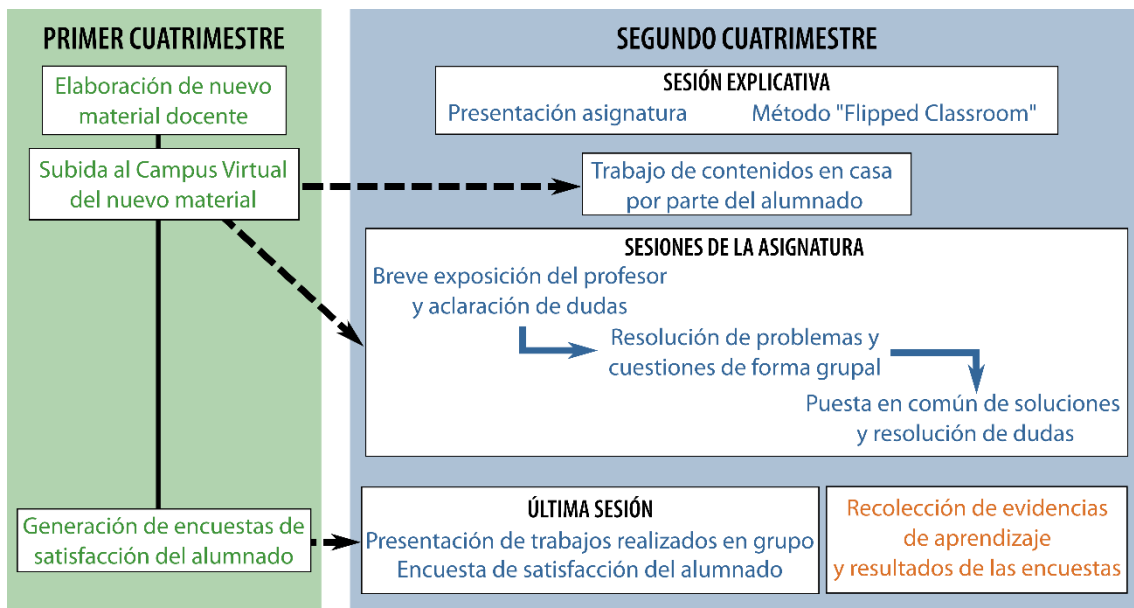 PRIMER CUATRIMESTRE
Elaboración de nuevo
material docente
Subida al Campus Virtual
del nuevo material
Generación de encuestas de
satisfacción del alumnado
SEGUNDO CUATRIMESTRE
SESIÓN EXPLICATIVA
Presentación asignatura Método "Flipped Classroom"
Trabajo de contenidos en casa
por parte del alumnado
SESIONES DE LA ASIGNATURA
Breve exposición del profesor
y aclaración de dudas
Resolución de problemas y
cuestiones de forma grupal
Puesta en común de soluciones
y resolución de dudas
ÚLTIMA SESIÓN
Presentación de trabajos realizados en grupo
Encuesta de satisfacción del alumnado
Recolección de evidencias
de aprendizaje
y resultados de las encuestas